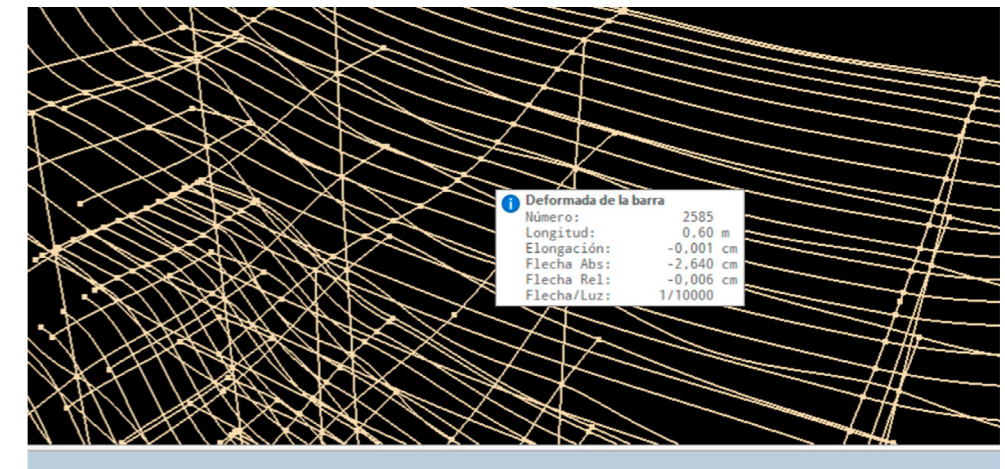 Deformada de la barra
Número: 2585
Longitud: 0,60 m
Elongación: -0,001 cm
Flecha Abs: -2,640 cm
Flecha Rel: -0,006 cm
Flecha/Luz: 1/10000